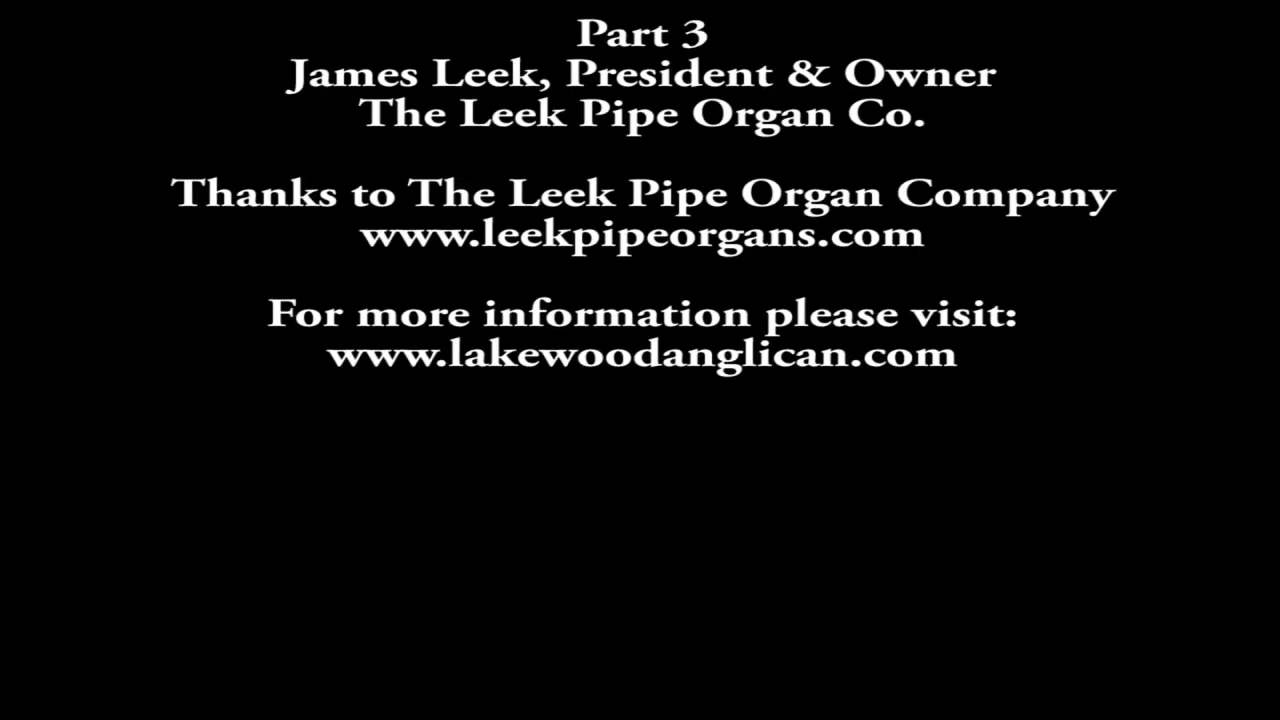 Part 3
James Leek, President & Owner
The Leek Pipe Organ Co.
Thanks to The Leek Pipe Organ Company
www.leekpipeorgans.com
For more information please visit:
www.lakewoodanglican.com